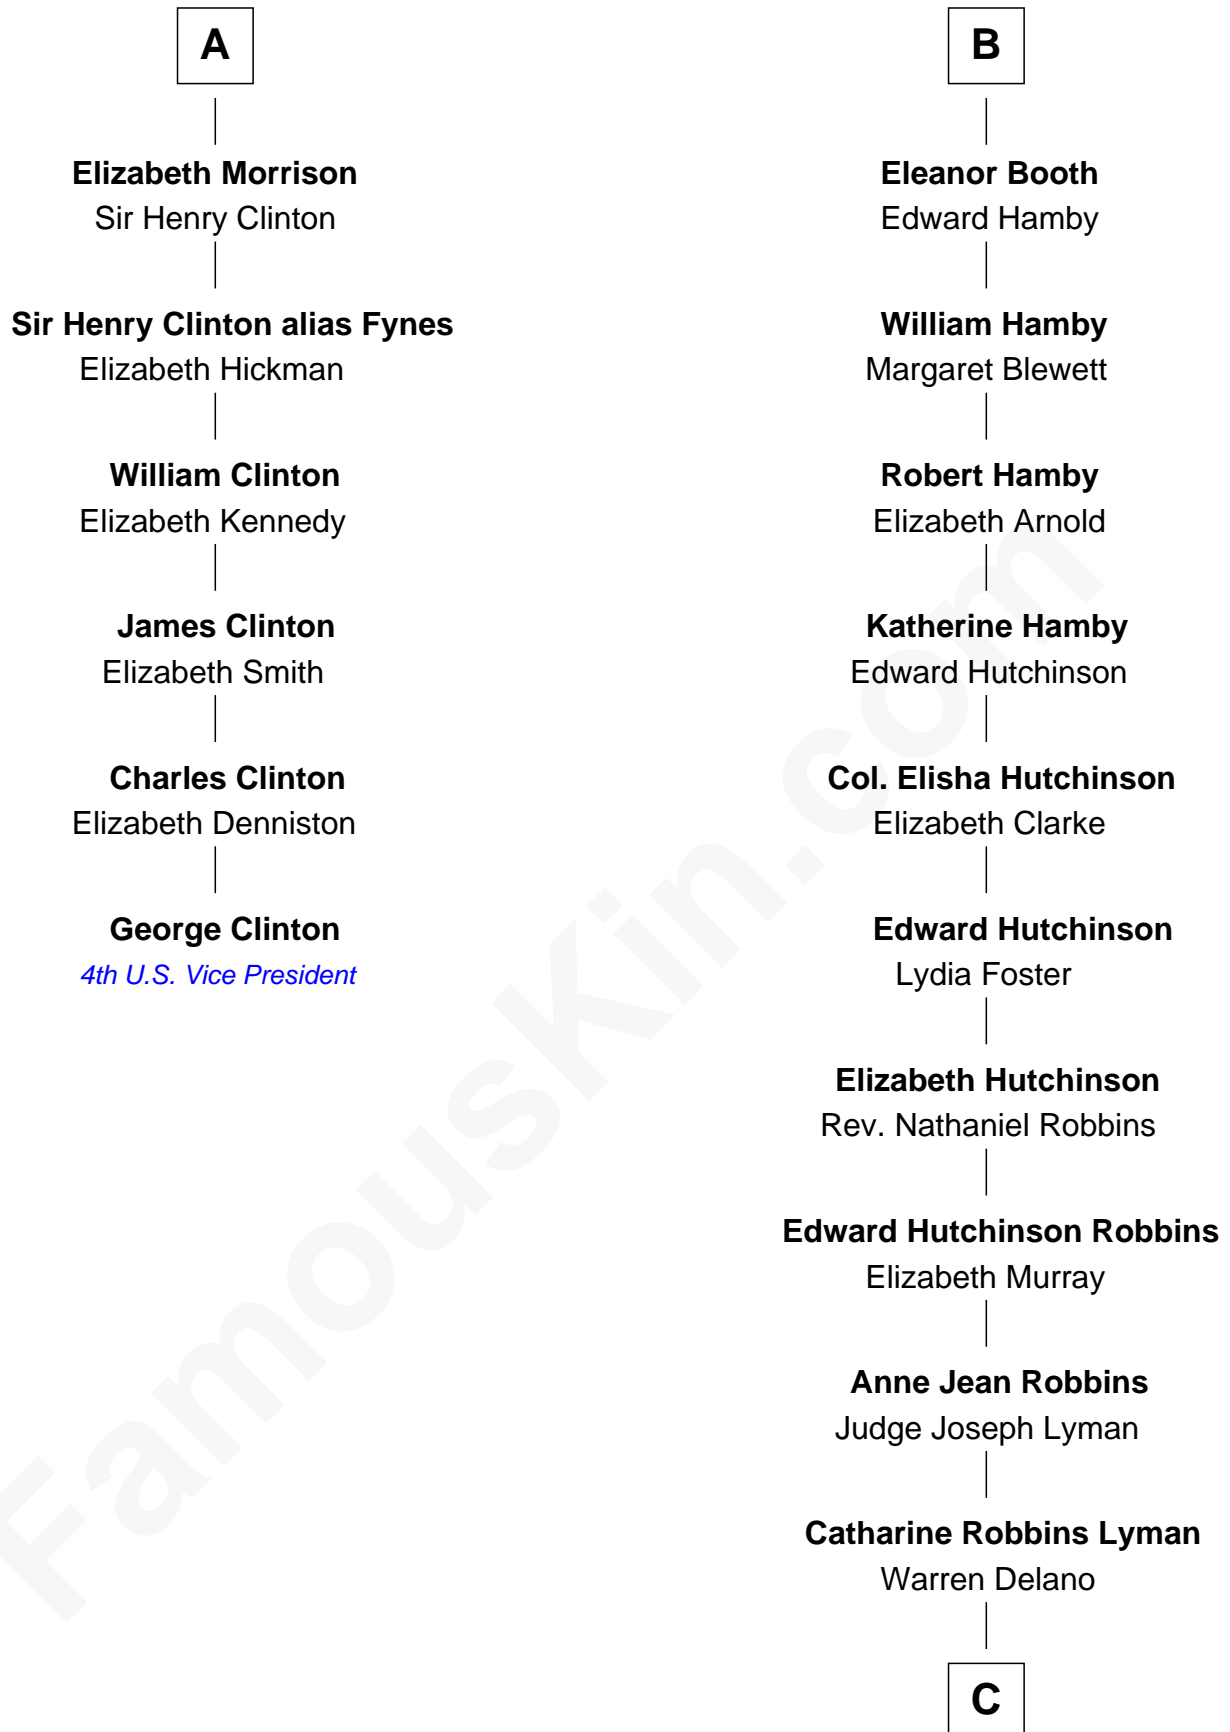 A
Elizabeth Morrison
Sir Henry Clinton
Sir Henry Clinton alias Fynes
Elizabeth Hickman
William Clinton
Elizabeth Kennedy
James Clinton
Elizabeth Smith
Charles Clinton
Elizabeth Denniston
George Clinton
4th U.S. Vice President
B
Eleanor Booth
Edward Hamby
William Hamby
Margaret Blewett
Robert Hamby
Elizabeth Arnold
Katherine Hamby
Edward Hutchinson
Col. Elisha Hutchinson
Elizabeth Clarke
Edward Hutchinson
Lydia Foster
Elizabeth Hutchinson
Rev. Nathaniel Robbins
Edward Hutchinson Robbins
Elizabeth Murray
Anne Jean Robbins
Judge Joseph Lyman
Catharine Robbins Lyman
Warren Delano
C
FamousKin.com